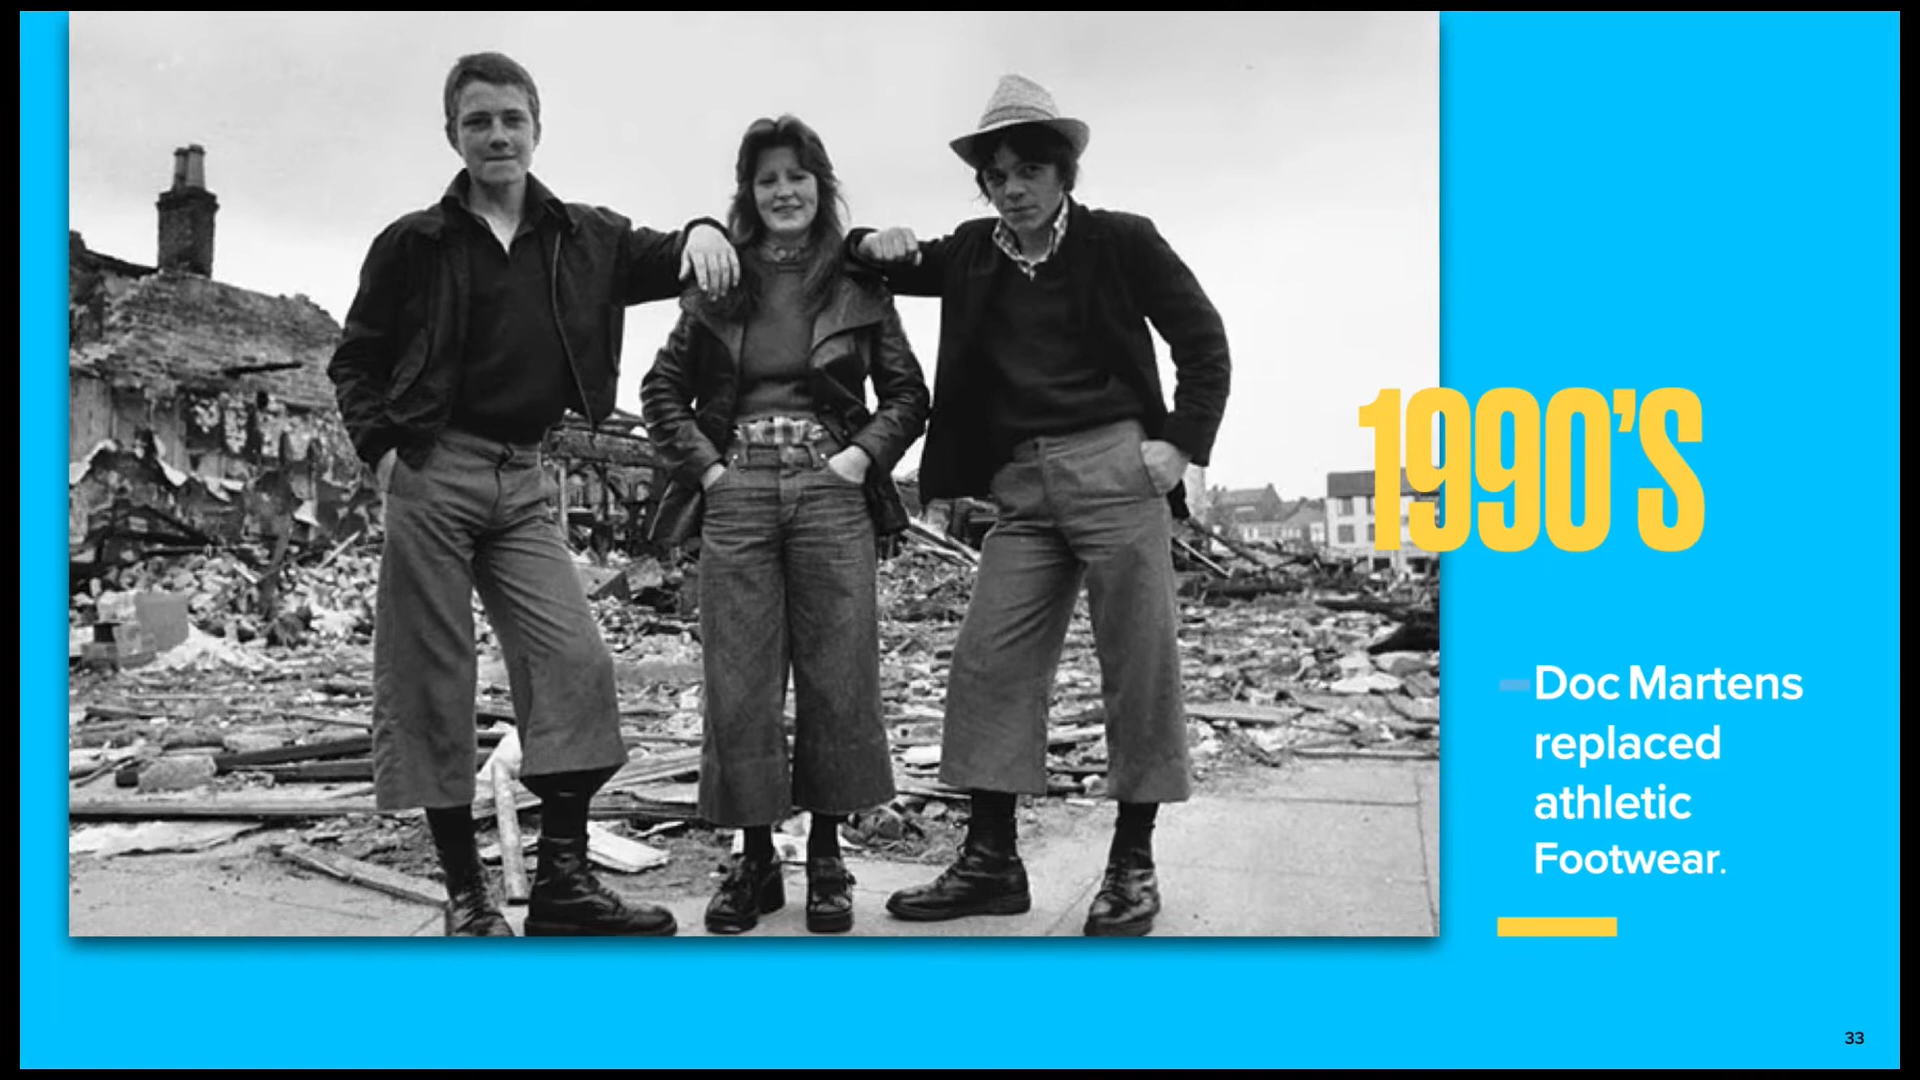 1990’S
Doc Martens
replaced
athletic
Footwear.
33